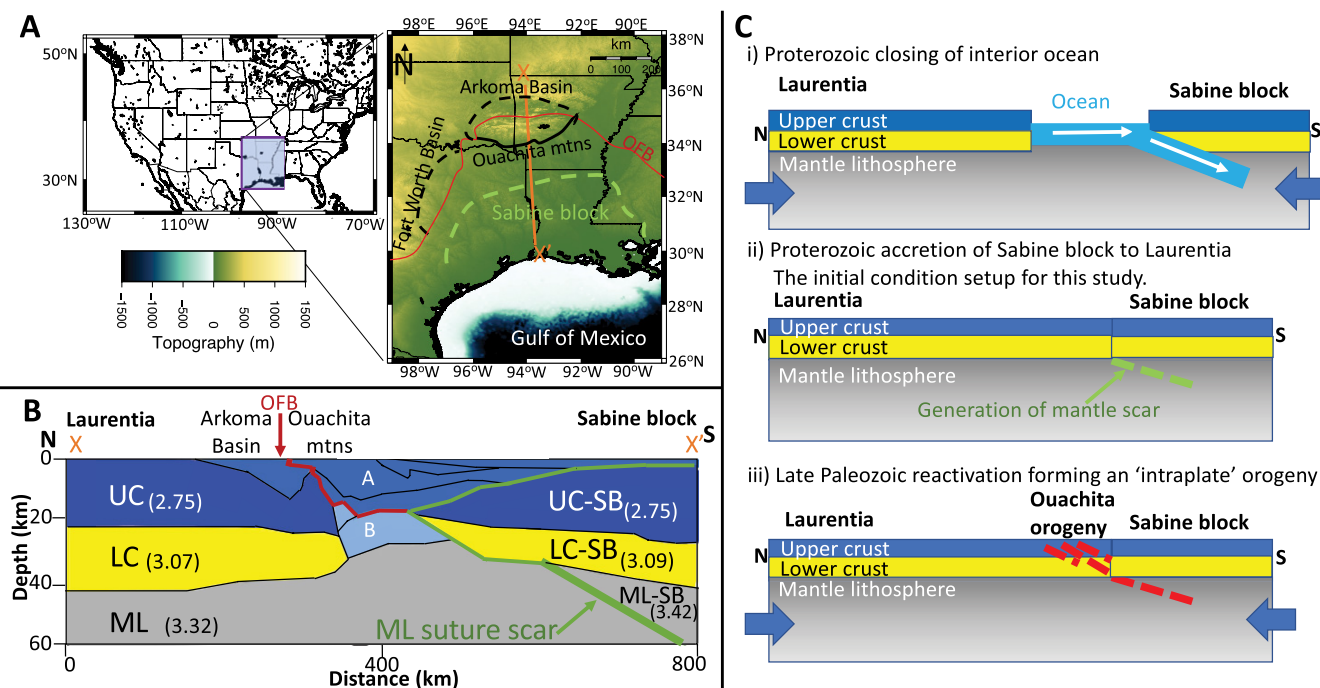 A
50°N
30°N
130°W
110°W
90°W
70°W
−1500
−1000
−500
0
500
1000
1500
Topography (m)
98°E
96°E
94°E
92°E
90°E
N
km
0 100 200
X
Arkoma Basin
Fort Worth Basin
Ouachita mtns
OFB
Sabine block
X'
Gulf of Mexico
38°N
36°N
34°N
32°N
30°N
28°N
26°N
98°W
96°W
94°W
92°W
90°W
B
Laurentia
Arkoma
Basin
OFB
Ouachita
mtns
Sabine block
N
X
X'
S
0
20
40
60
Depth (km)
UC (2.75)
A
UC-SB (2.75)
B
LC (3.07)
LC-SB (3.09)
ML (3.32)
ML-SB
(3.42)
ML suture scar
0
400
800
Distance (km)
C
i) Proterozoic closing of interior ocean
Laurentia
Ocean
Sabine block
N
Upper crust
Lower crust
Mantle lithosphere
S
ii) Proterozoic accretion of Sabine block to Laurentia
The initial condition setup for this study.
Laurentia
Sabine block
N
Upper crust
Lower crust
Mantle lithosphere
S
Generation of mantle scar
iii) Late Paleozoic reactivation forming an ‘intraplate’ orogeny
Laurentia
Ouachita
orogeny
Sabine block
N
Upper crust
Lower crust
Mantle lithosphere
S